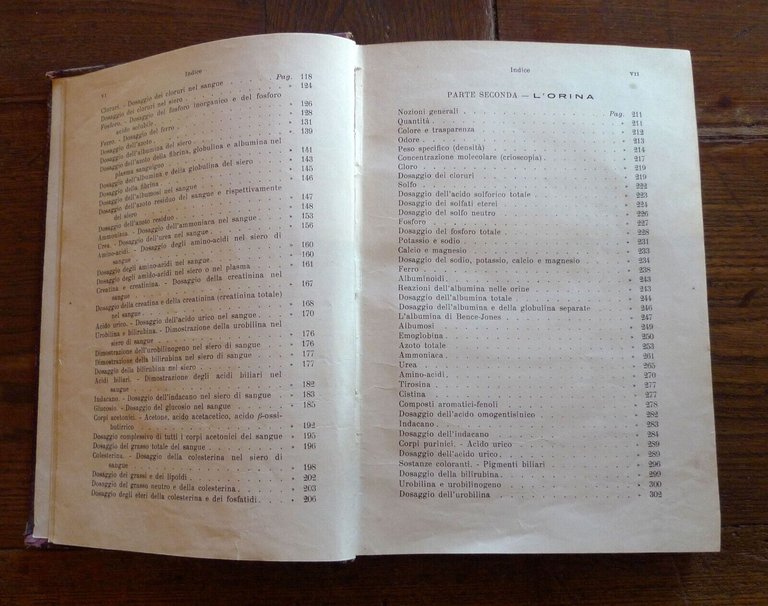 VI
Indice
Cloruri. - Dosaggio dei cloruri nel sangue Pag. 118
Dosaggio dei cloruri nel siero " 124
Fosforo. - Dosaggio del fosforo inorganico e del fosforo
acido solubile " 126
Ferro. - Dosaggio del ferro " 128
Dosaggio dell'azoto " 131
Dosaggio dell'albumina del siero " 139
Dosaggio dell'azoto della fibrina, globulina e albumina nel
plasma sanguigno " 141
Dosaggio dell'albumina e della globulina del siero " 143
Dosaggio della fibrina " 145
Dosaggio dell'albumosi nel sangue " 146
Dosaggio dell'azoto residuo del sangue e rispettivamente
del siero " 147
Dosaggio dell'azoto residuo " 148
Ammoniaca. - Dosaggio dell'ammoniaca nel sangue " 153
Urea. - Dosaggio dell'urea nel sangue " 156
Amino-acidi. - Dosaggio degli amino-acidi nel siero di
sangue " 160
Dosaggio degli amino-acidi nel sangue " 160
Dosaggio degli amido-acidi nel siero o nel plasma " 161
Creatina e creatinina. - Dosaggio della creatinina nel
sangue " 167
Dosaggio della creatina e della creatinina (creatinina totale)
nel sangue " 168
Acido urico. - Dosaggio dell'acido urico nel sangue " 170
Urobilina e bilirubina. - Dimostrazione della urobilina nel
siero di sangue " 176
Dimostrazione dell'urobilinogeno nel siero di sangue " 176
Dimostrazione della bilirubina nel siero di sangue " 177
Dosaggio della bilirubina nel siero " 177
Acidi biliari. - Dimostrazione degli acidi biliari nel
sangue " 182
Indacano. - Dosaggio dell'indacano nel siero di sangue " 183
Glucosio. - Dosaggio del glucosio nel sangue " 185
Corpi acetonici. - Acetone, acido acetacetico, acido β-ossi-
butirrico " 192
Dosaggio complessivo di tutti i corpi acetonici del sangue " 195
Dosaggio del grasso totale del sangue " 196
Colesterina. - Dosaggio della colesterina nel siero di
sangue " 198
Dosaggio dei grassi e dei lipoidi " 202
Dosaggio del grasso neutro e della colesterina " 203
Dosaggio degli eteri della colesterina e dei fosfatidi " 206
Indice
VII
PARTE SECONDA — L'ORINA
Nozioni generali Pag. 211
Quantità " 211
Colore e trasparenza " 212
Odore " 213
Peso specifico (densità) " 214
Concentrazione molecolare (crioscopia) " 217
Cloro " 219
Dosaggio dei cloruri " 219
Solfo " 222
Dosaggio dell'acido solforico totale " 223
Dosaggio dei solfati eterei " 224
Dosaggio del solfo neutro " 226
Fosforo " 227
Dosaggio del fosforo totale " 228
Potassio e sodio " 231
Calcio e magnesio " 233
Dosaggio del sodio, potassio, calcio e magnesio " 234
Ferro " 238
Albuminoidi " 243
Reazioni dell'albumina nelle orine " 243
Dosaggio dell'albumina totale " 244
Dosaggio dell'albumina e della globulina separate " 246
L'albumina di Bence-Jones " 247
Albumosi " 249
Emoglobina " 250
Azoto totale " 253
Ammoniaca " 261
Urea " 265
Amino-acidi " 270
Tirosina " 277
Cistina " 277
Composti aromatici-fenoli " 278
Dosaggio dell'acido omogentisinico " 282
Indacano " 283
Dosaggio dell'indacano " 284
Corpi purinici. - Acido urico " 289
Dosaggio dell'acido urico " 289
Sostanze coloranti. - Pigmenti biliari " 296
Dosaggio della bilirubina " 299
Urobilina e urobilinogeno " 300
Dosaggio dell'urobilina " 302